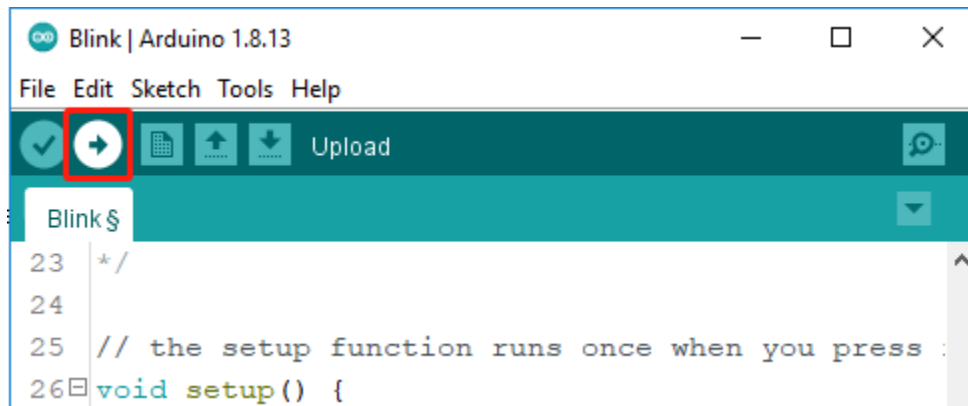 Blink | Arduino 1.8.13
File Edit Sketch Tools Help
Upload
Blink §
23 */
24
25 // the setup function runs once when you press
26 void setup() {